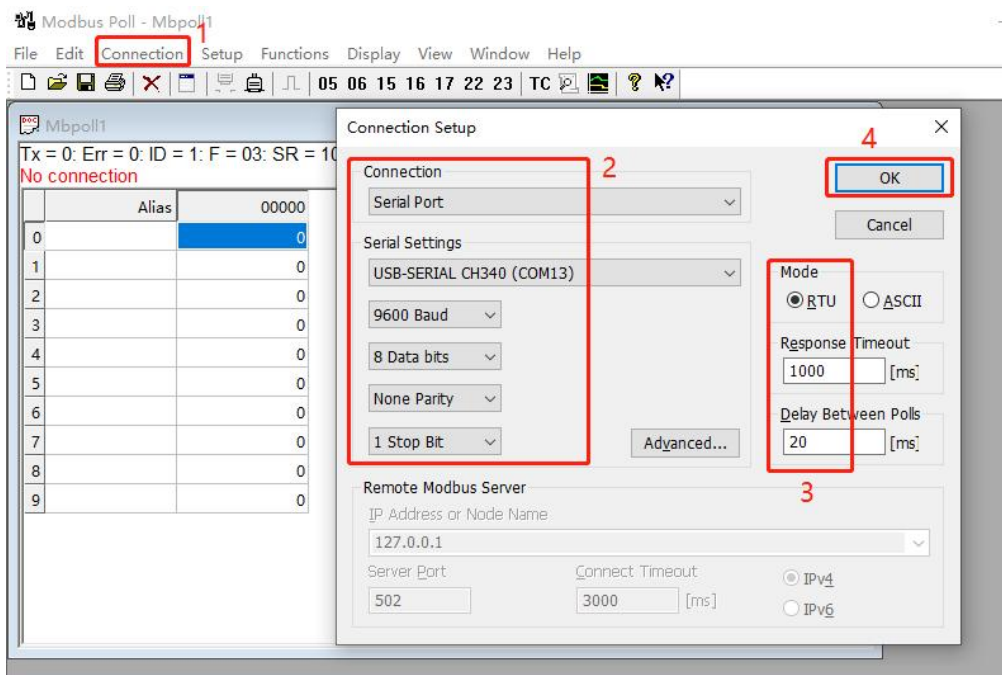 Modbus Poll - Mbpoll1
1
File Edit Connection Setup Functions Display View Window Help
05 06 15 16 17 22 23 TC
Mbpoll1
Tx = 0: Err = 0: ID = 1: F = 03: SR = 10
No connection
Alias 00000
0 0
1 0
2 0
3 0
4 0
5 0
6 0
7 0
8 0
9 0
Connection Setup
4
Connection 2
Serial Port
OK
Cancel
Serial Settings
USB-SERIAL CH340 (COM13)
9600 Baud
8 Data bits
None Parity
1 Stop Bit
Advanced...
Mode
RTU ASCII
Response Timeout
1000 [ms]
Delay Between Polls
20 [ms]
3
Remote Modbus Server
IP Address or Node Name
127.0.0.1
Server Port Connect Timeout
502 3000 [ms]
IPv4
IPv6